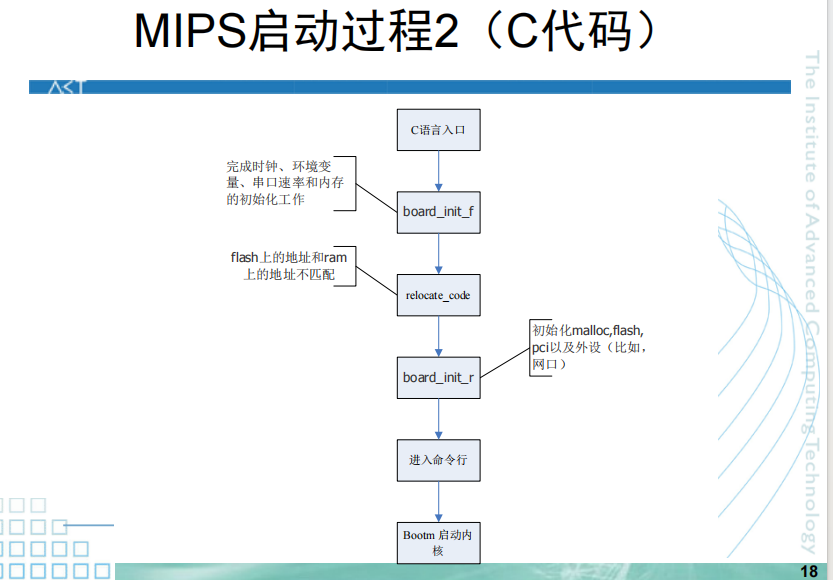 MIPS启动过程2（C代码）
ACT
C语言入口
完成时钟、环境变
量、串口速率和内存
的初始化工作
board_init_f
flash上的地址和ram
上的地址不匹配
relocate_code
初始化malloc,flash,
pci以及外设（比如，
网口）
board_init_r
进入命令行
Bootm 启动内
核
The Institute of Advanced Computing Technology
18